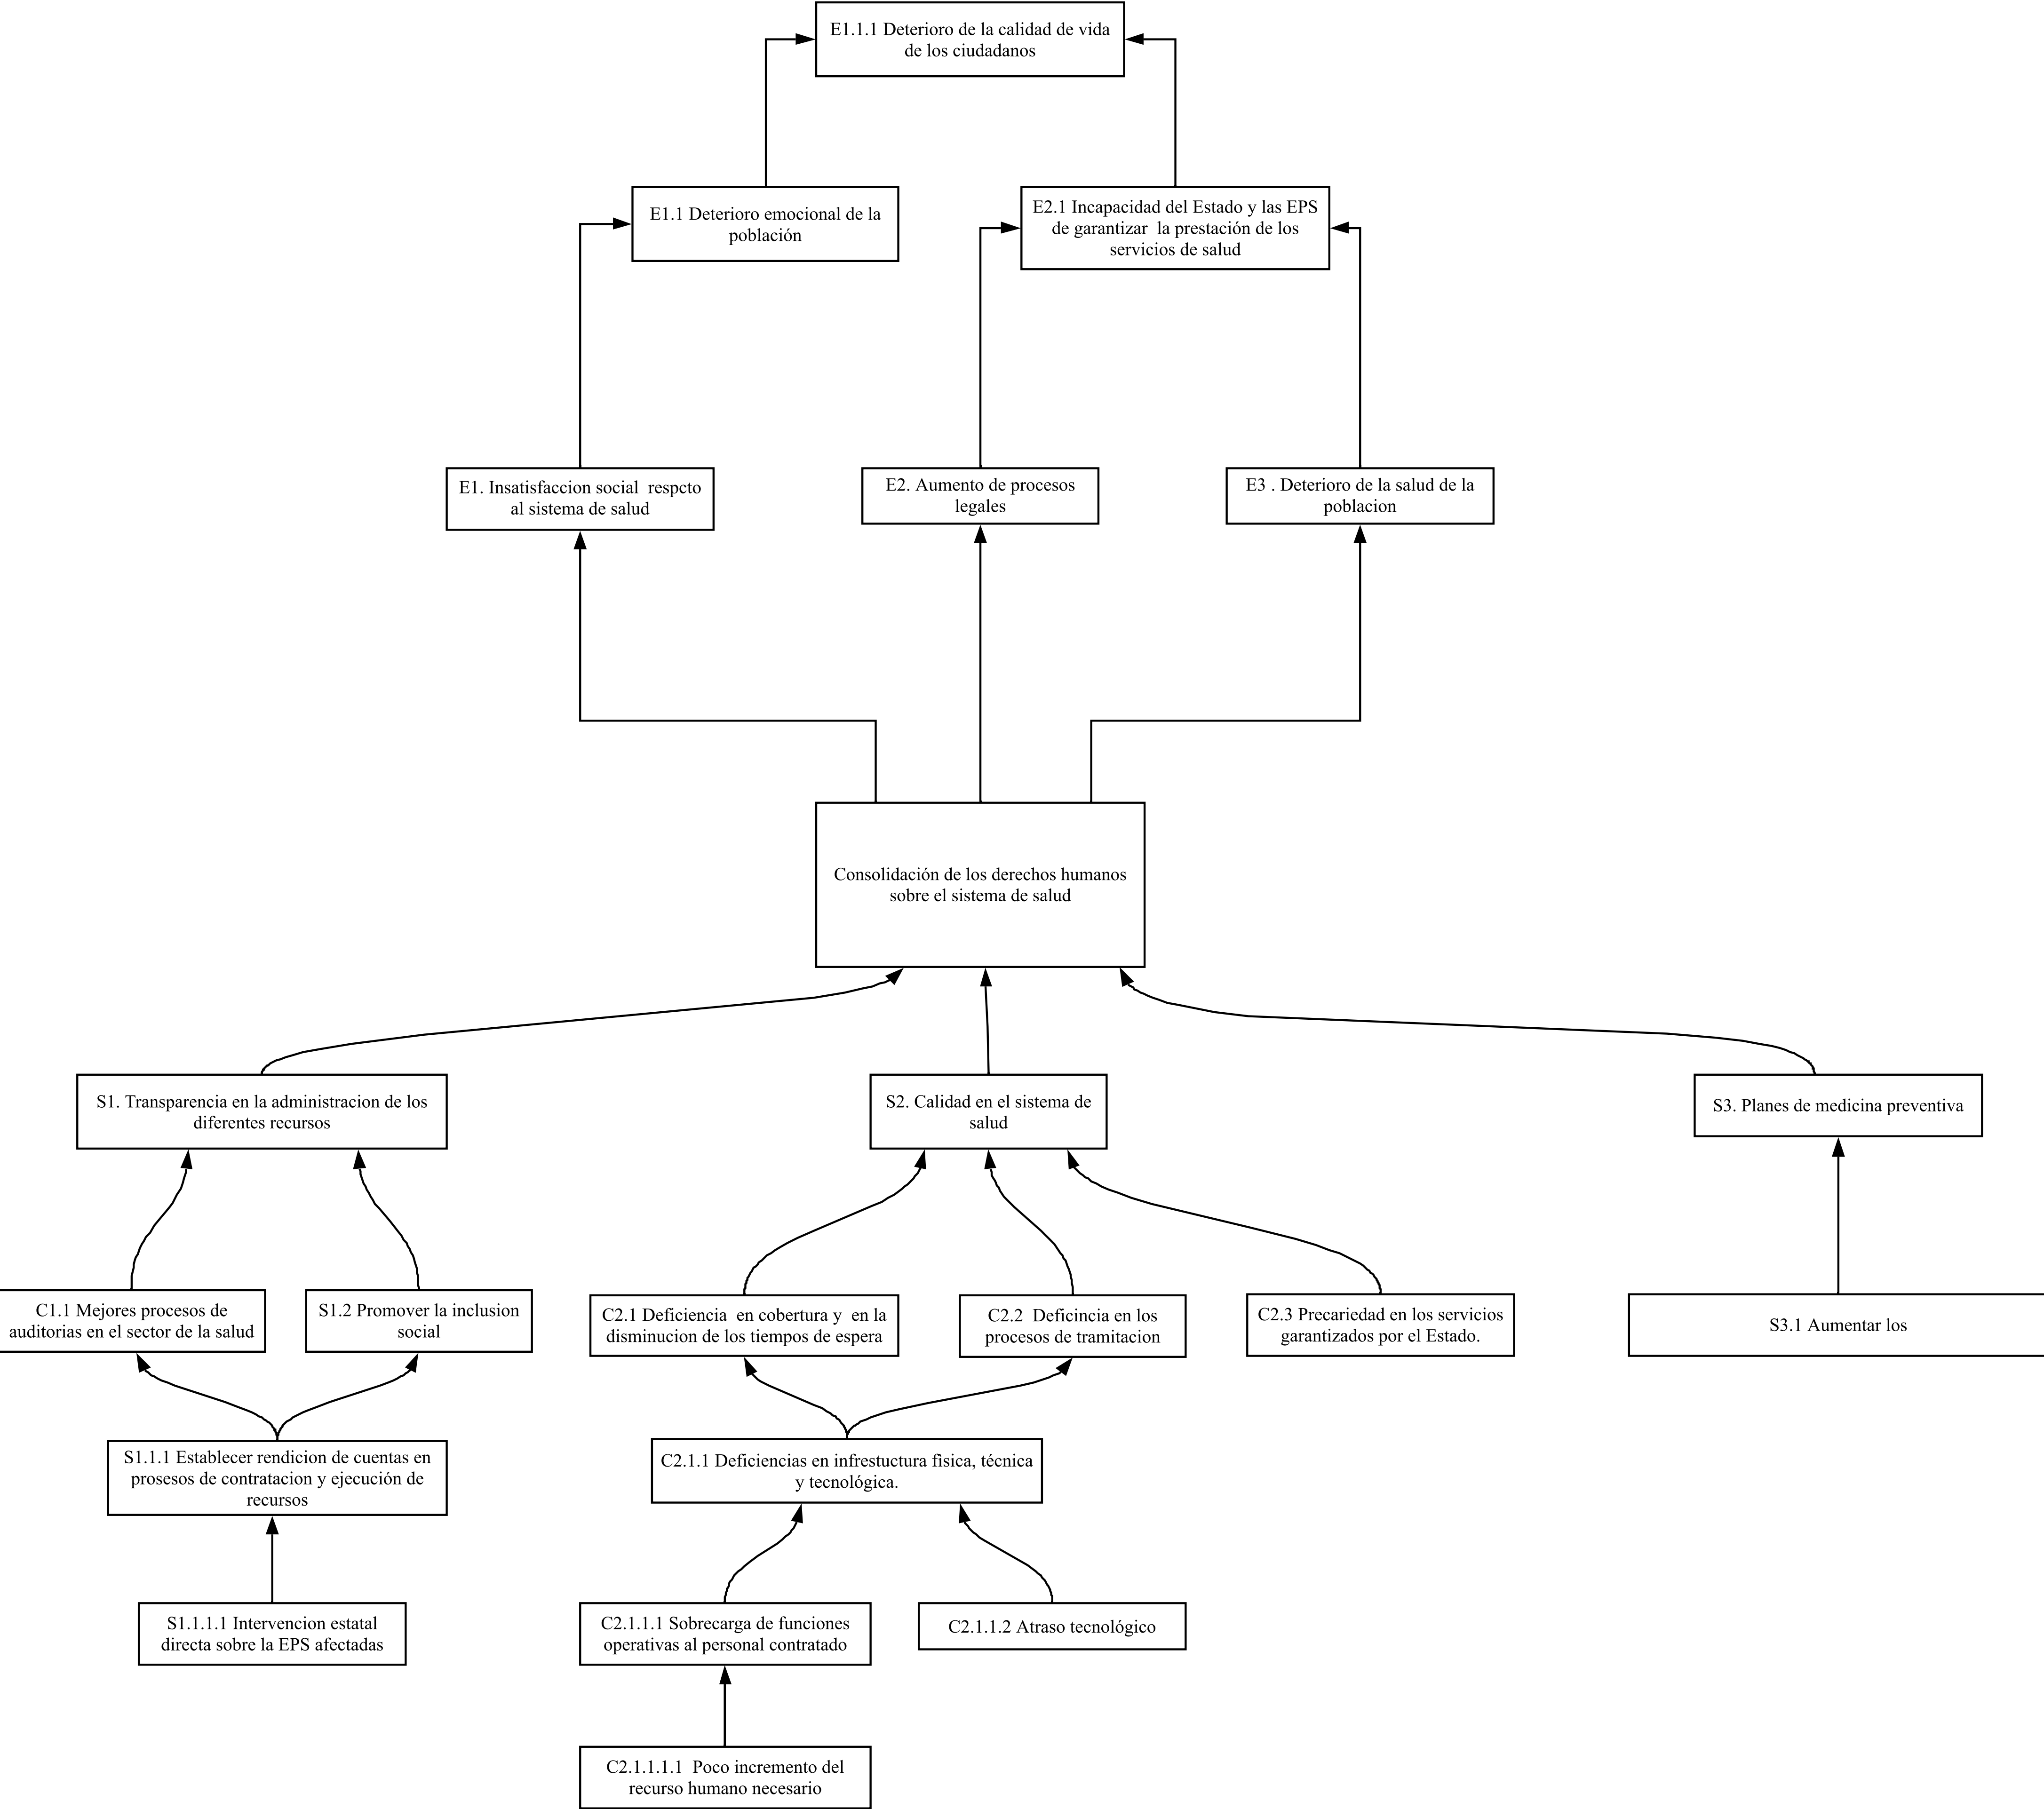 E1.1.1 Deterioro de la calidad de vida
de los ciudadanos
E1.1 Deterioro emocional de la
población
E2.1 Incapacidad del Estado y las EPS
de garantizar  la prestación de los
servicios de salud
E1. Insatisfaccion social  respcto
al sistema de salud
E2. Aumento de procesos
legales
E3 . Deterioro de la salud de la
poblacion
Consolidación de los derechos humanos
sobre el sistema de salud
S1. Transparencia en la administracion de los
diferentes recursos
S2. Calidad en el sistema de
salud
S3. Planes de medicina preventiva
C1.1 Mejores procesos de
auditorias en el sector de la salud
S1.2 Promover la inclusion
social
C2.1 Deficiencia  en cobertura y  en la
disminucion de los tiempos de espera
C2.2  Deficincia en los
procesos de tramitacion
C2.3 Precariedad en los servicios
garantizados por el Estado.
S3.1 Aumentar los
S1.1.1 Establecer rendicion de cuentas en
prosesos de contratacion y ejecución de
recursos
C2.1.1 Deficiencias en infrestuctura fisica, técnica
y tecnológica.
S1.1.1.1 Intervencion estatal
directa sobre la EPS afectadas
C2.1.1.1 Sobrecarga de funciones
operativas al personal contratado
C2.1.1.2 Atraso tecnológico
C2.1.1.1.1  Poco incremento del
recurso humano necesario